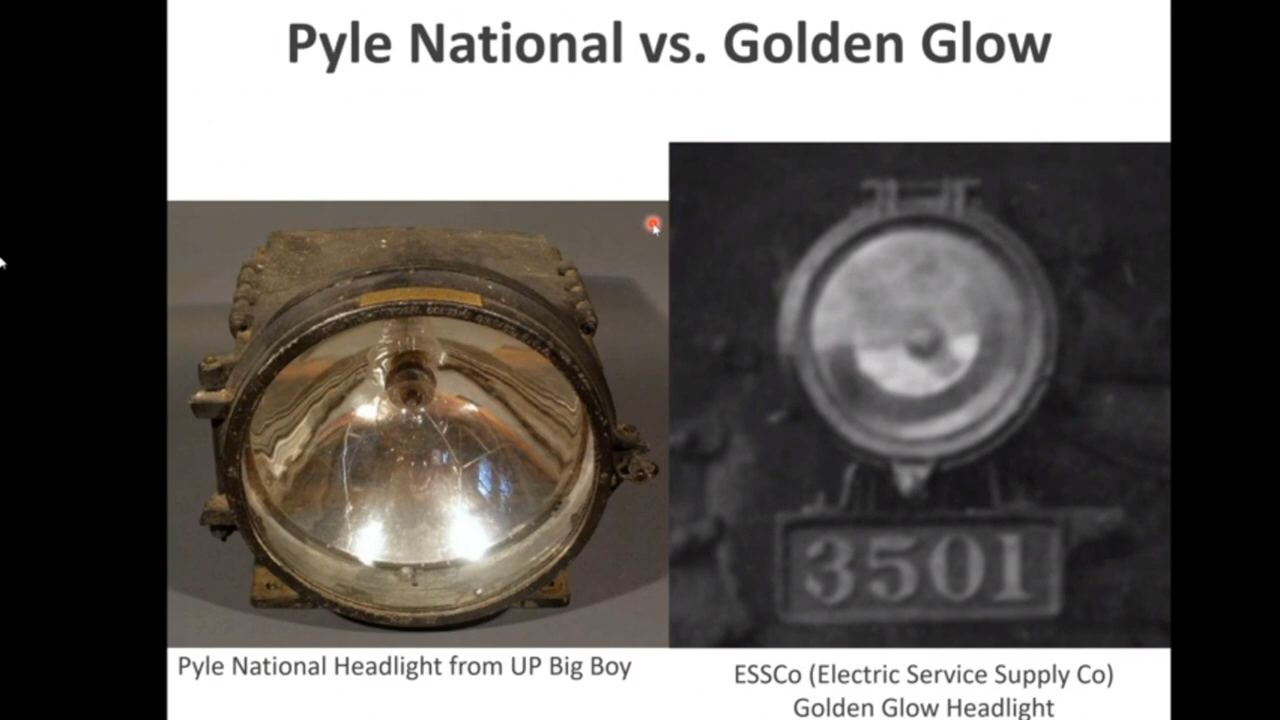 Pyle National vs. Golden Glow
3501
Pyle National Headlight from UP Big Boy
ESSCo (Electric Service Supply Co)
Golden Glow Headlight